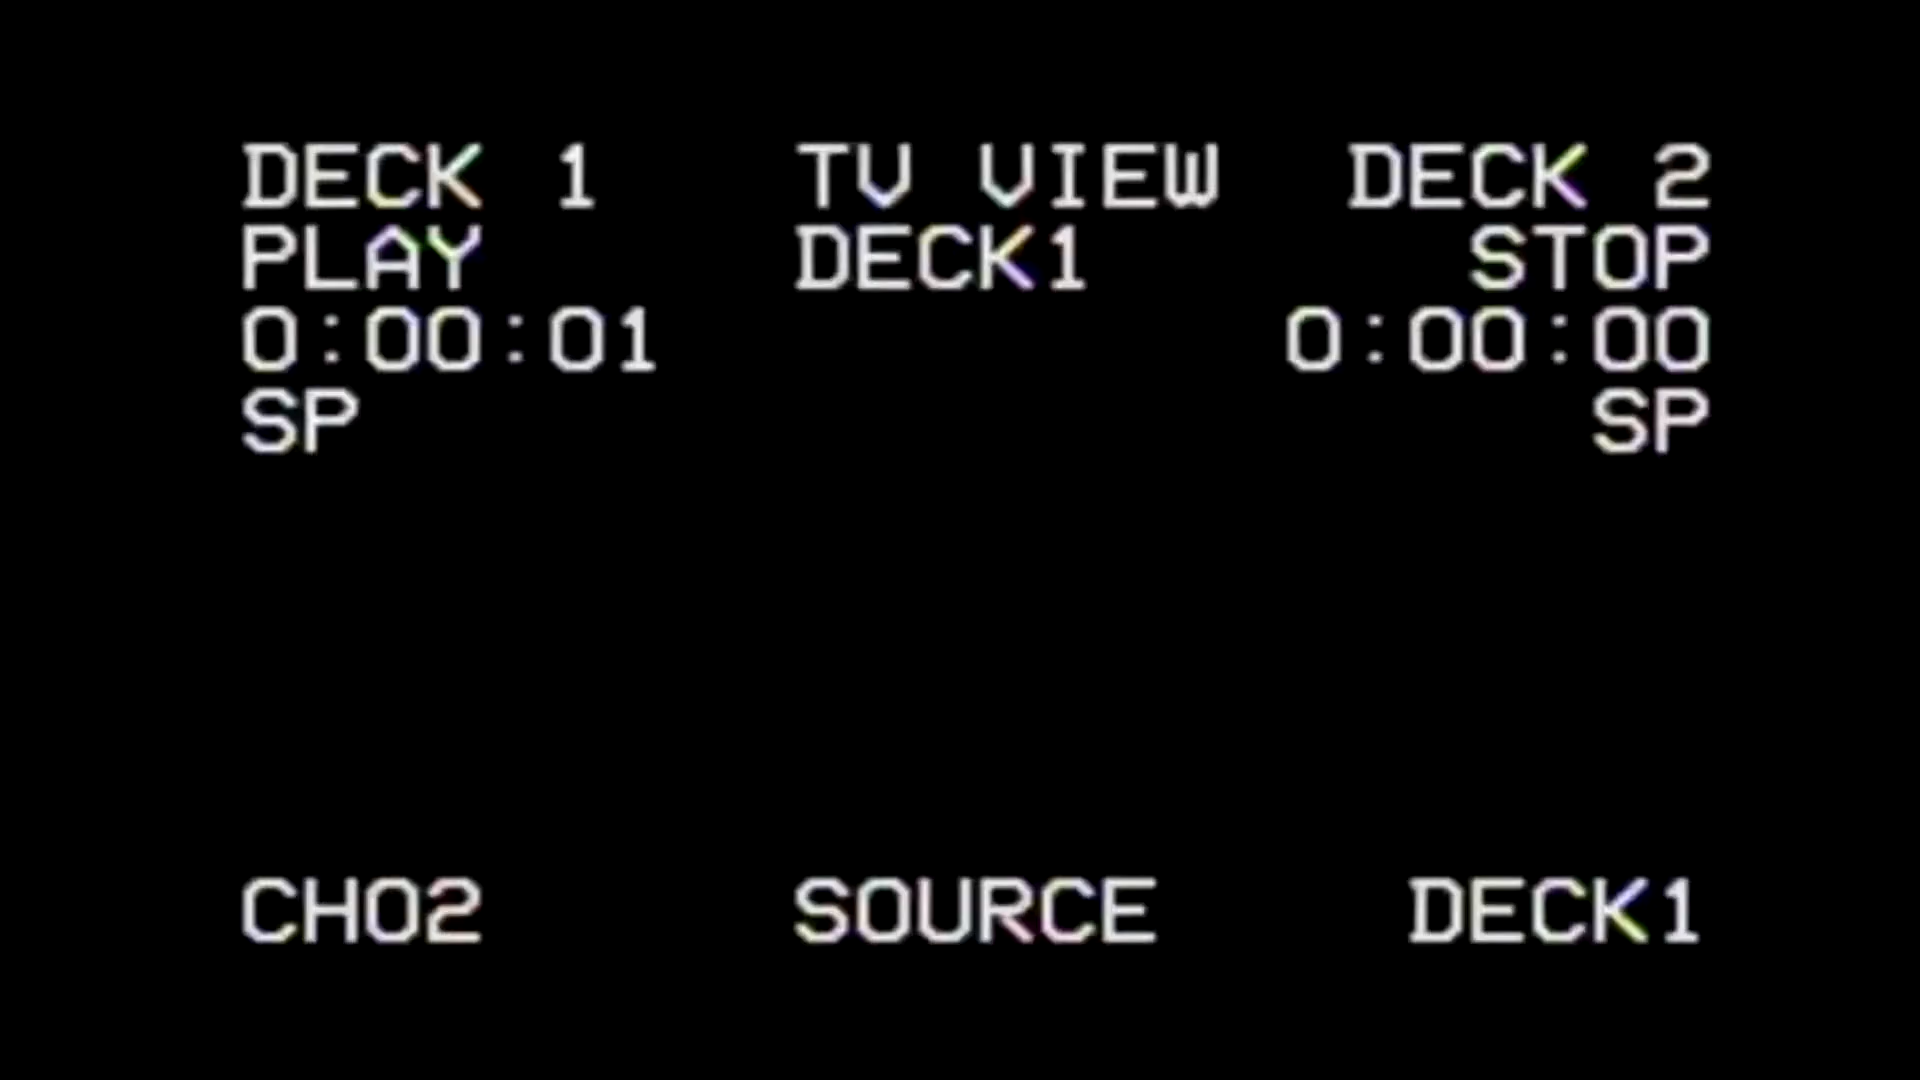 DECK 1 TV VIEW DECK 2
PLAY DECK1 STOP
0:00:01 0:00:00
SP SP
CH02 SOURCE DECK1